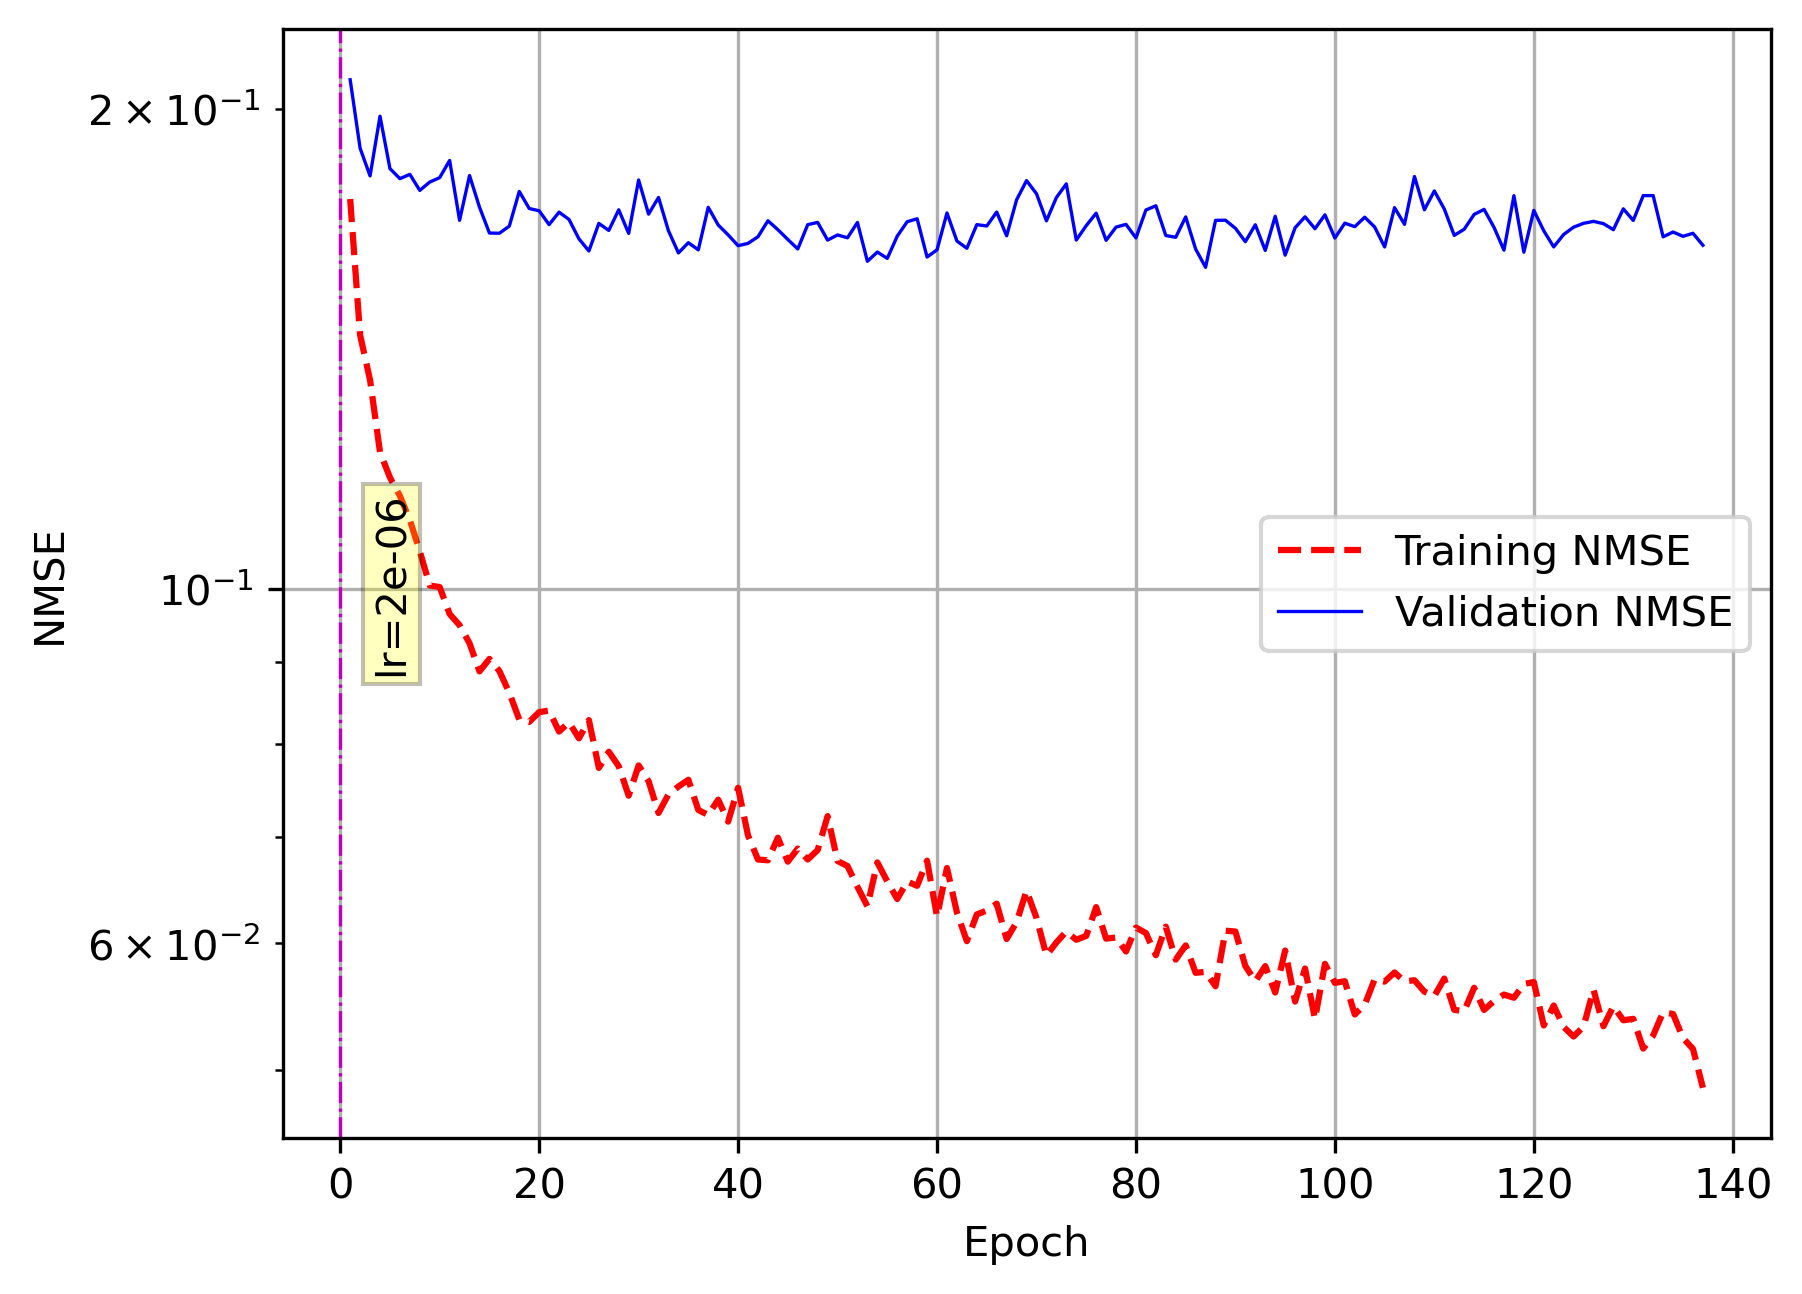 2 × 10⁻¹
10⁻¹
6 × 10⁻²
NMSE
lr=2e-06
Training NMSE
Validation NMSE
0 20 40 60 80 100 120 140
Epoch